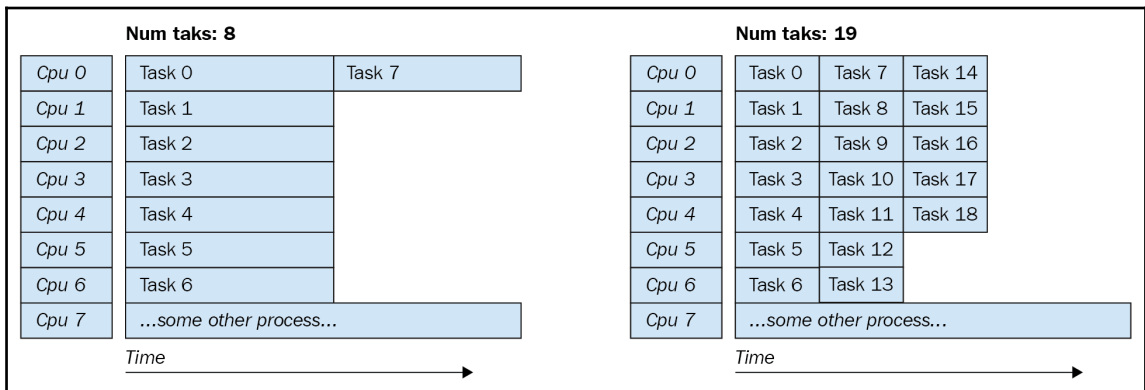 Num taks: 8
Cpu 0 Task 0 Task 7
Cpu 1 Task 1
Cpu 2 Task 2
Cpu 3 Task 3
Cpu 4 Task 4
Cpu 5 Task 5
Cpu 6 Task 6
Cpu 7 ...some other process...
Time
Num taks: 19
Cpu 0 Task 0 Task 7 Task 14
Cpu 1 Task 1 Task 8 Task 15
Cpu 2 Task 2 Task 9 Task 16
Cpu 3 Task 3 Task 10 Task 17
Cpu 4 Task 4 Task 11 Task 18
Cpu 5 Task 5 Task 12
Cpu 6 Task 6 Task 13
Cpu 7 ...some other process...
Time